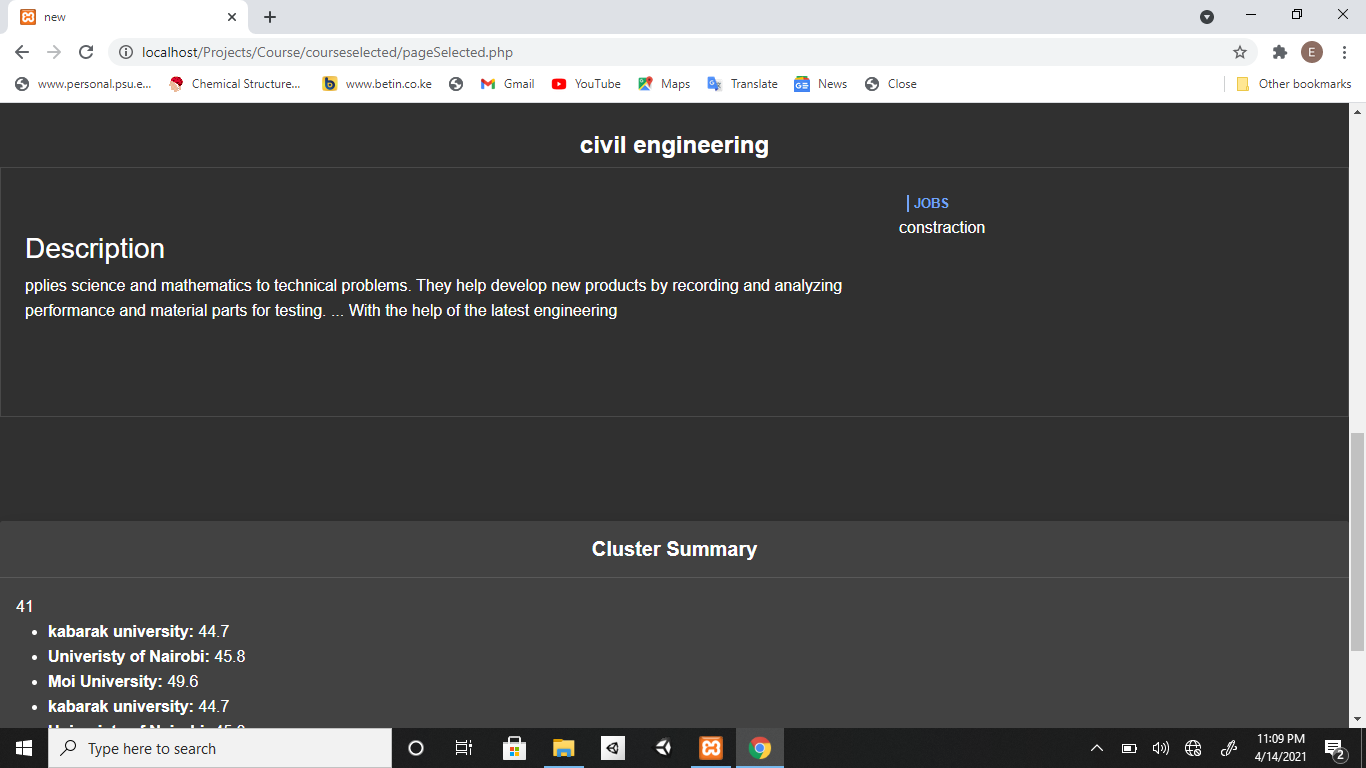 new
localhost/Projects/Course/courseselected/pageSelected.php
E
www.personal.psu.e... Chemical Structure... www.betin.co.ke Gmail YouTube Maps Translate News Close Other bookmarks
civil engineering
JOBS
constraction
Description
pplies science and mathematics to technical problems. They help develop new products by recording and analyzing
performance and material parts for testing. ... With the help of the latest engineering
Cluster Summary
41
• kabarak university: 44.7
• Univeristy of Nairobi: 45.8
• Moi University: 49.6
• kabarak university: 44.7
Type here to search
11:09 PM
4/14/2021
2